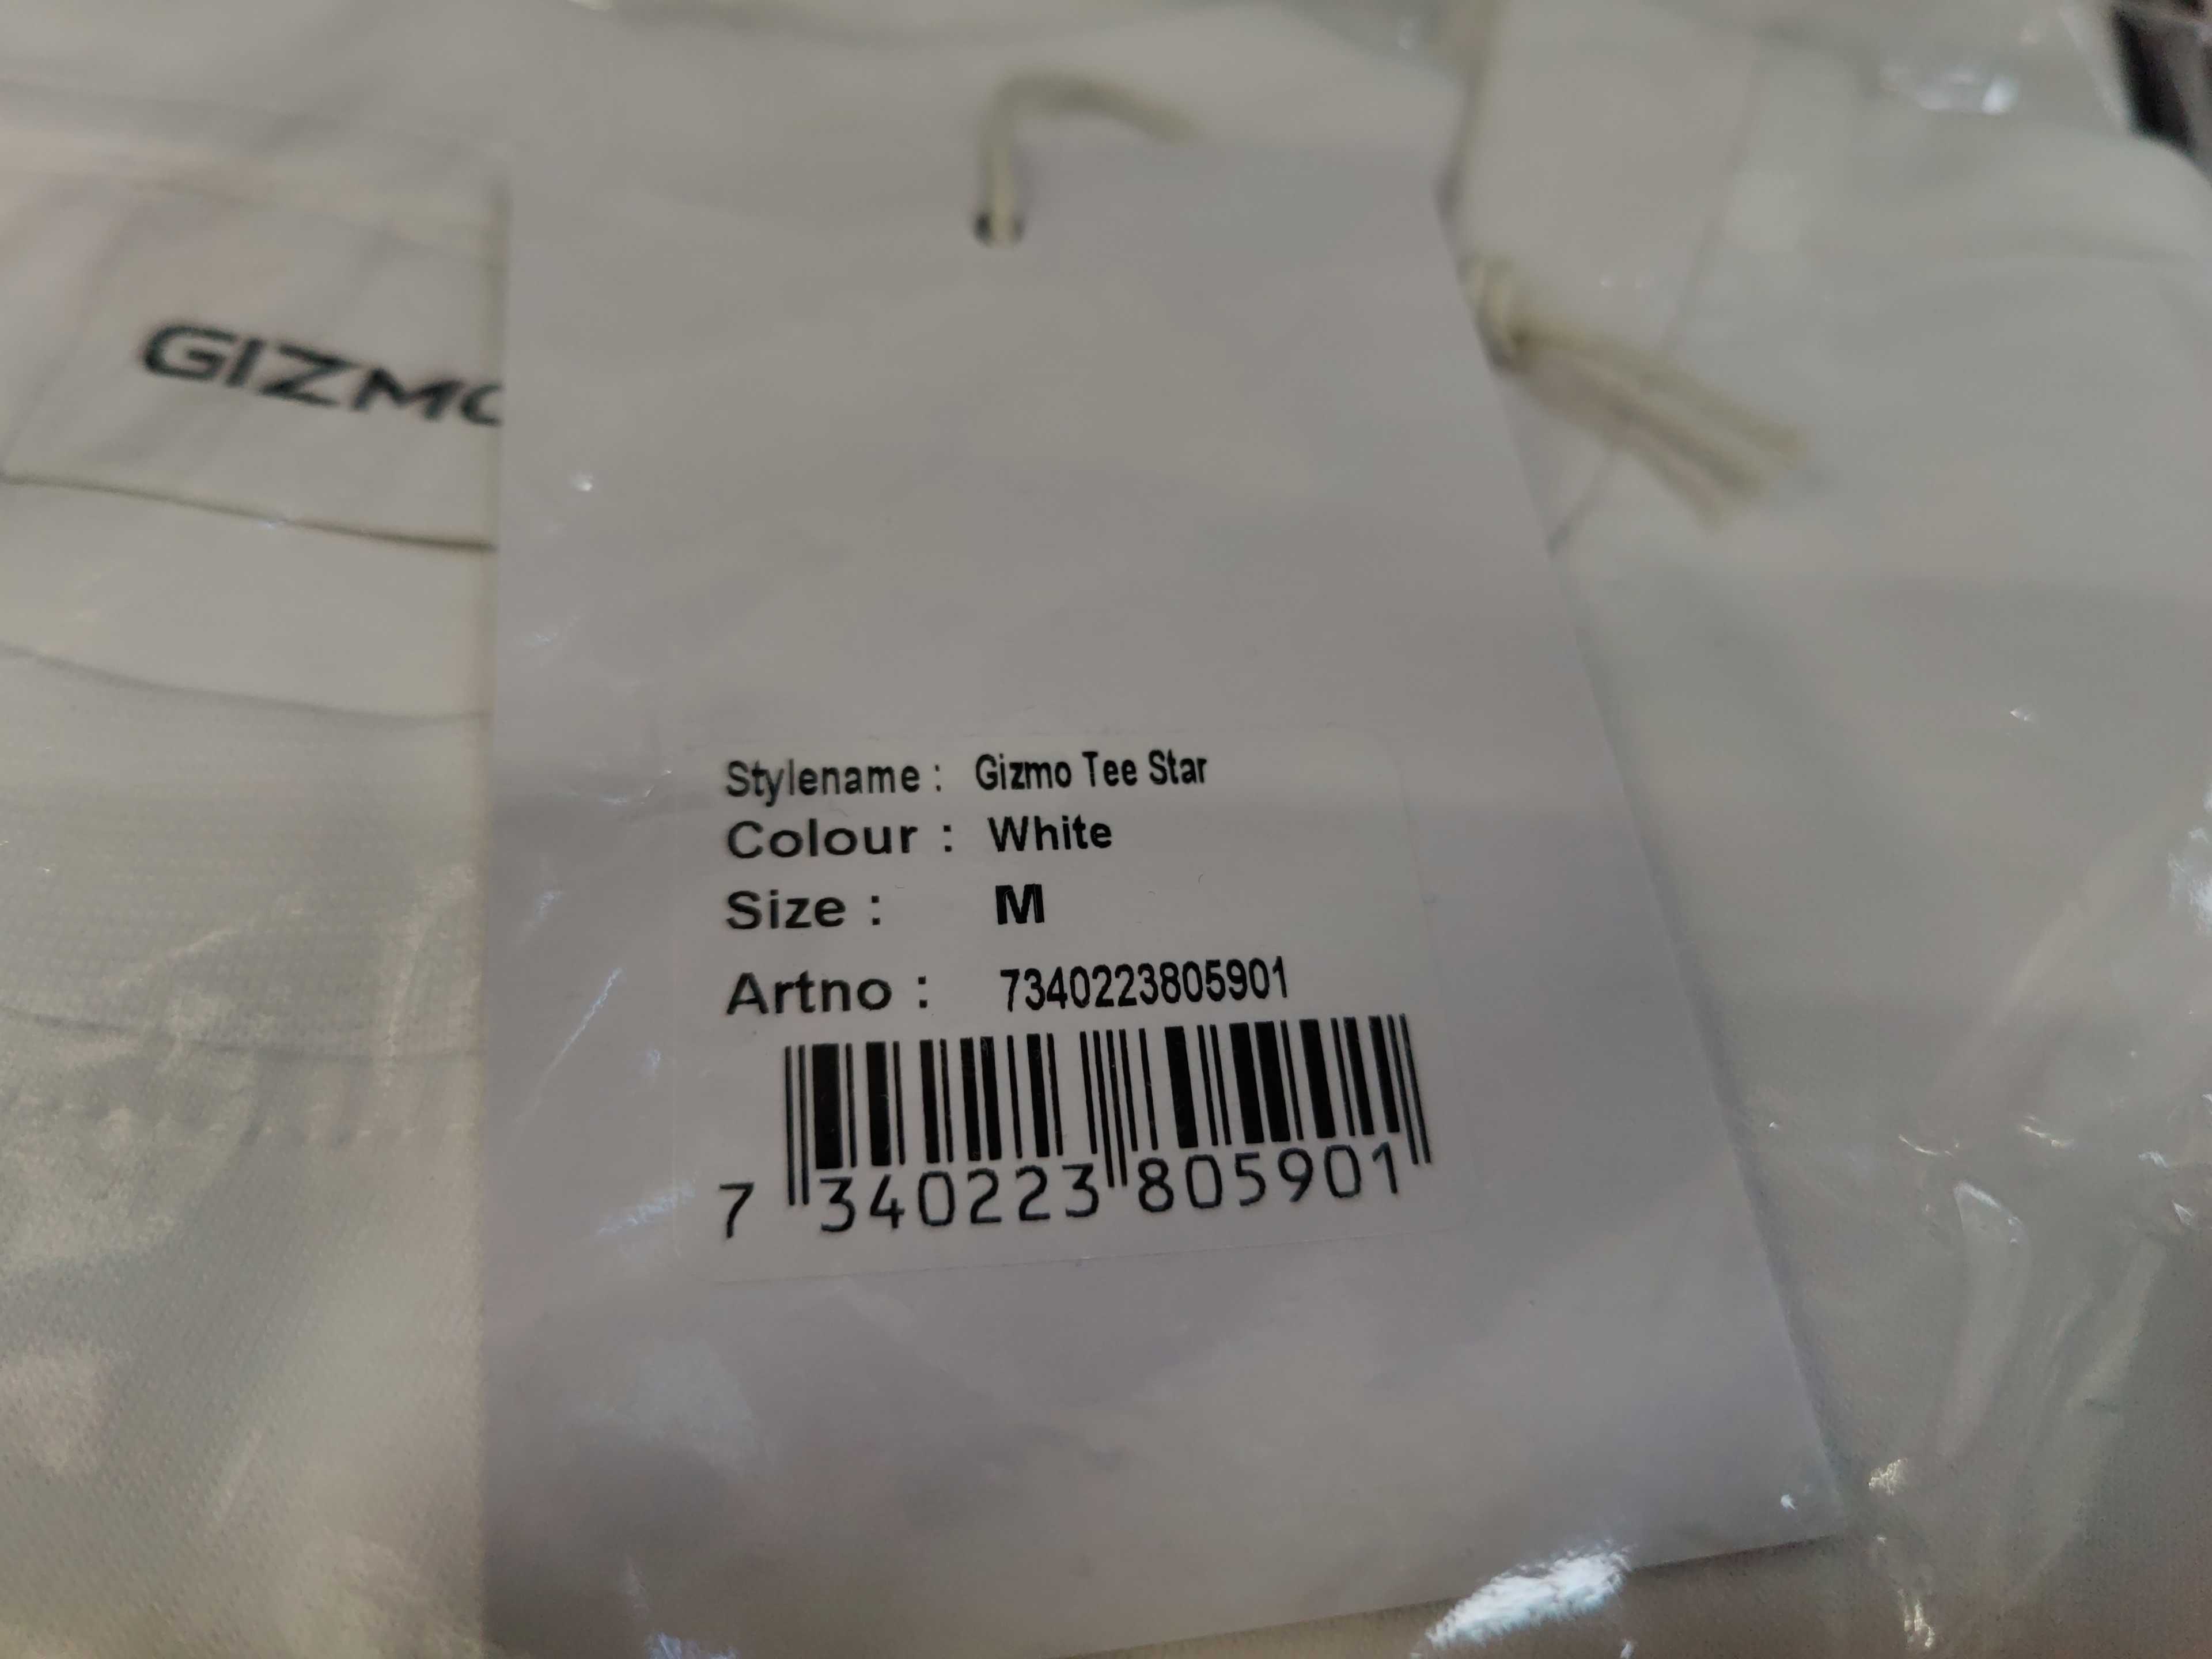 GIZMO
Stylename : Gizmo Tee Star
Colour : White
Size : M
Artno : 7340223805901
7 340223 805901